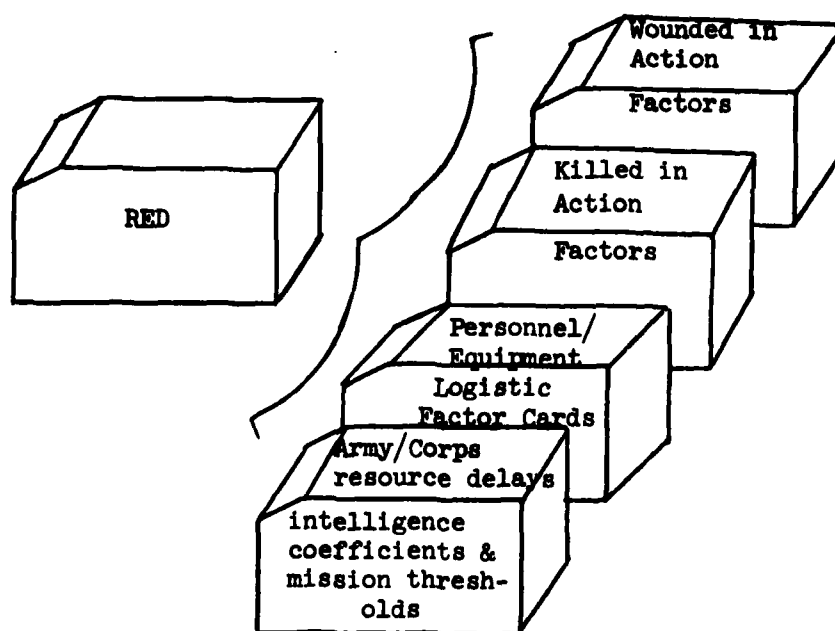 RED
Wounded in
Action
Factors
Killed in
Action
Factors
Personnel/
Equipment
Logistic
Factor Cards
Army/Corps
resource delays
intelligence
coefficients &
mission thresh-
olds